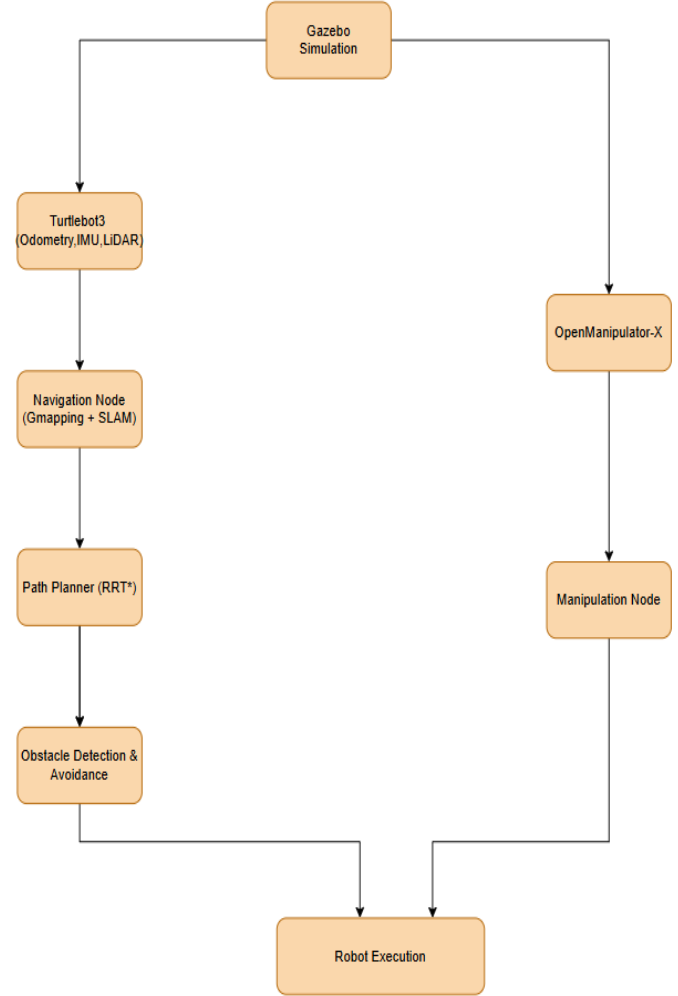 Gazebo
Simulation
Turtlebot3
(Odometry,IMU,LiDAR)
OpenManipulator-X
Navigation Node
(Gmapping + SLAM)
Path Planner (RRT*)
Manipulation Node
Obstacle Detection &
Avoidance
Robot Execution